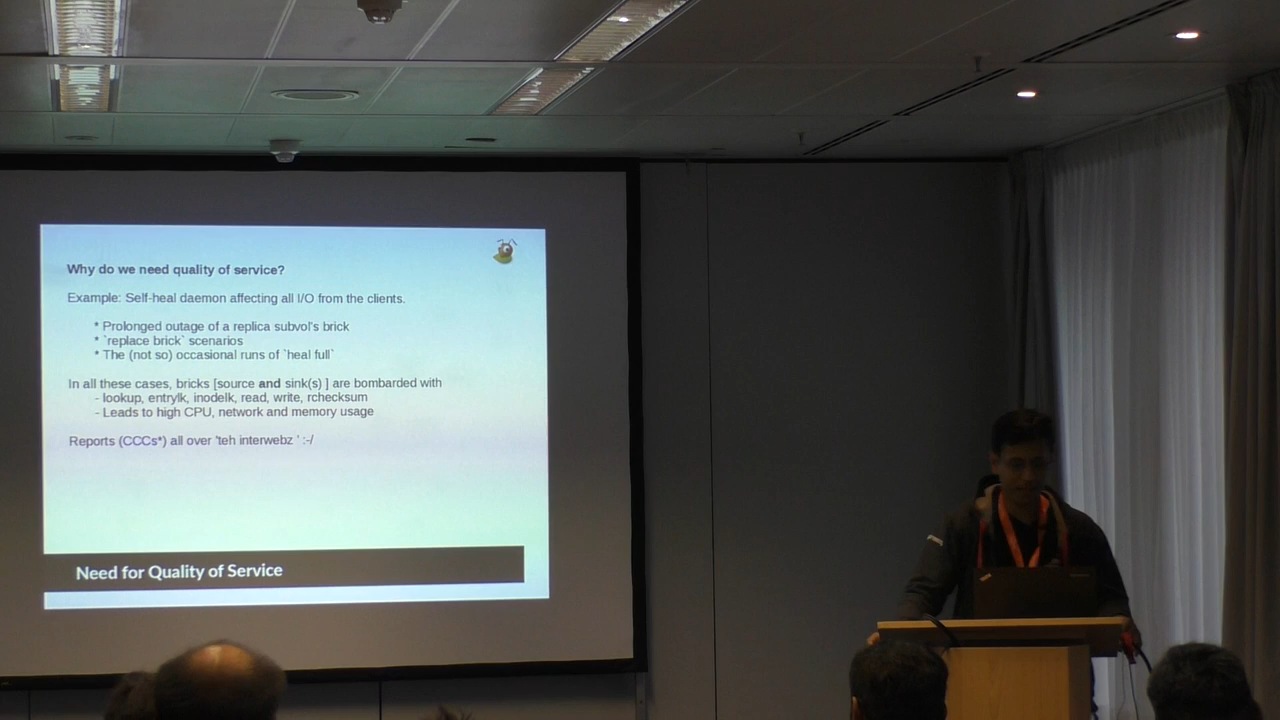 Why do we need quality of service?
Example: Self-heal daemon affecting all I/O from the clients.
* Prolonged outage of a replica subvol's brick
* `replace brick` scenarios
* The (not so) occasional runs of `heal full`
In all these cases, bricks [source and sink(s) ] are bombarded with
- lookup, entrylk, inodelk, read, write, rchecksum
- Leads to high CPU, network and memory usage
Reports (CCCs*) all over 'teh interwebz ' :-/
Need for Quality of Service